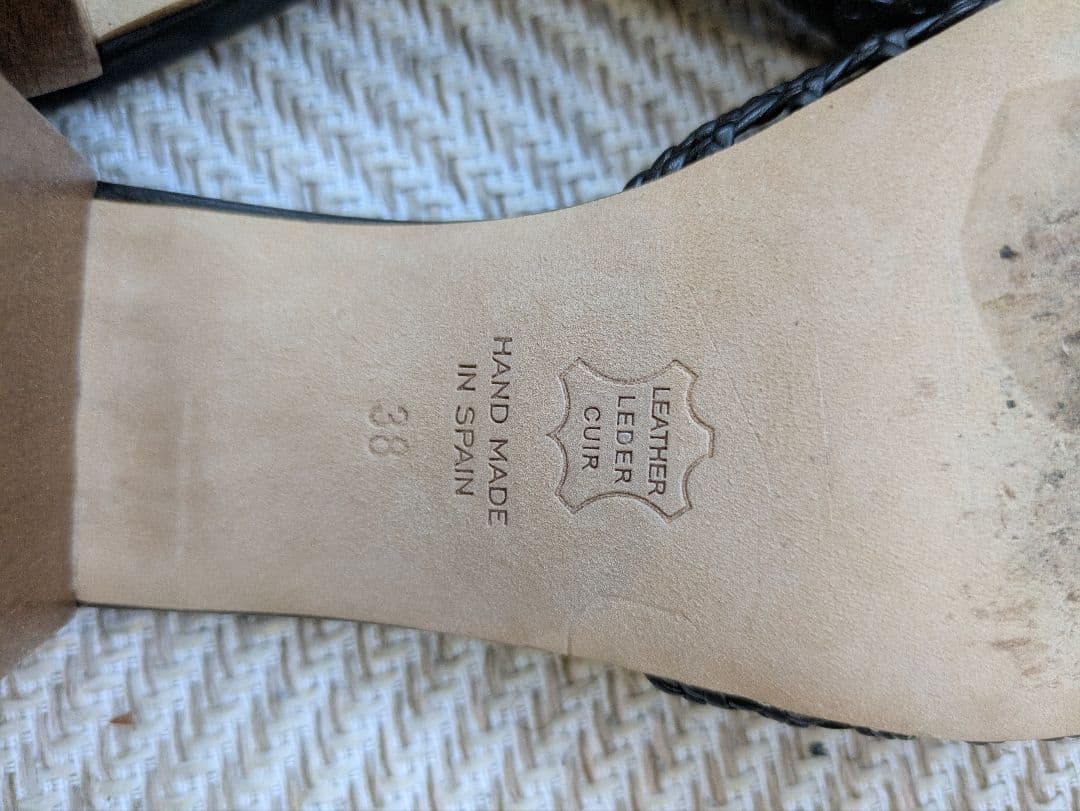 LEATHER
LEDER
CUIR
HAND MADE
IN SPAIN
38